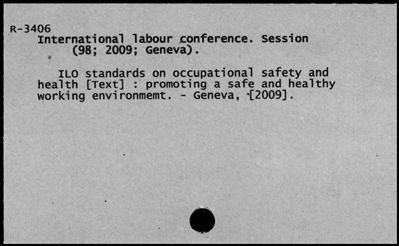 R-3406
International labour conference. Session
(98; 2009; Geneva).
ILO standards on occupational safety and
health [Text] : promoting a safe and healthy
working environmemt. - Geneva, [2009].